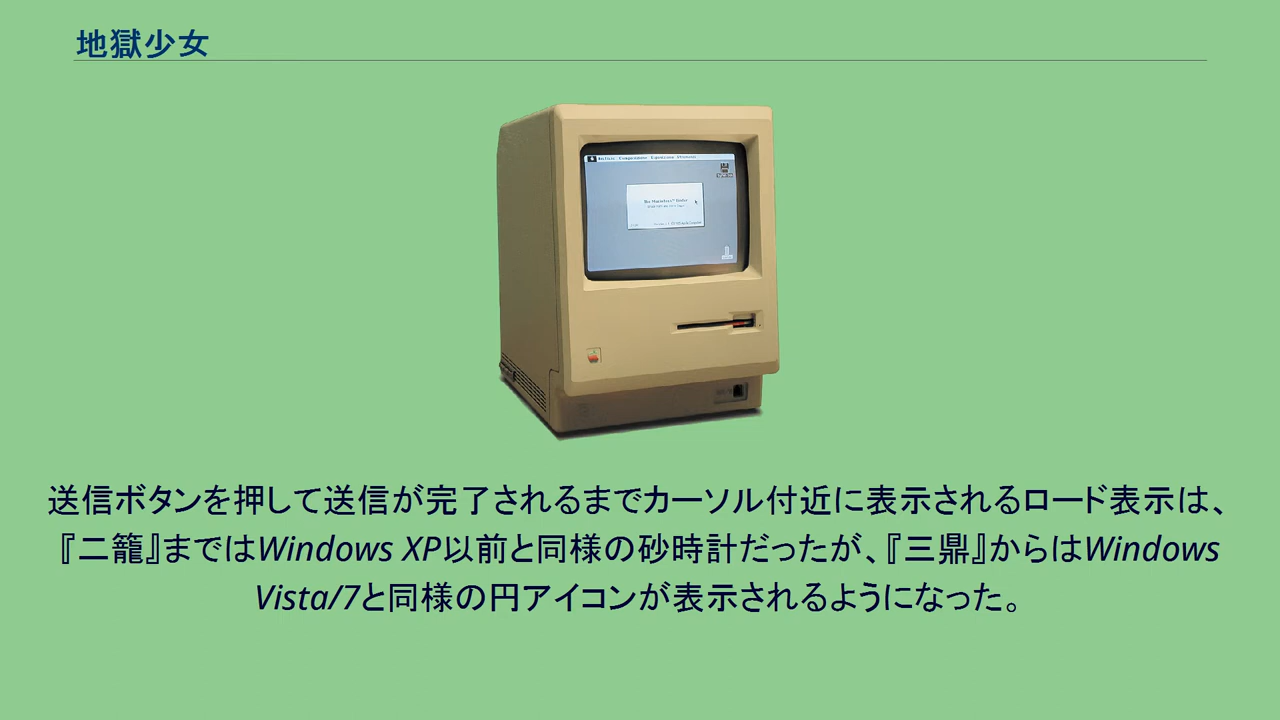 地獄少女
送信ボタンを押して送信が完了されるまでカーソル付近に表示されるロード表示は、
『二籠』まではWindows XP以前と同様の砂時計だったが、『三鼎』からはWindows
Vista/7と同様の円アイコンが表示されるようになった。